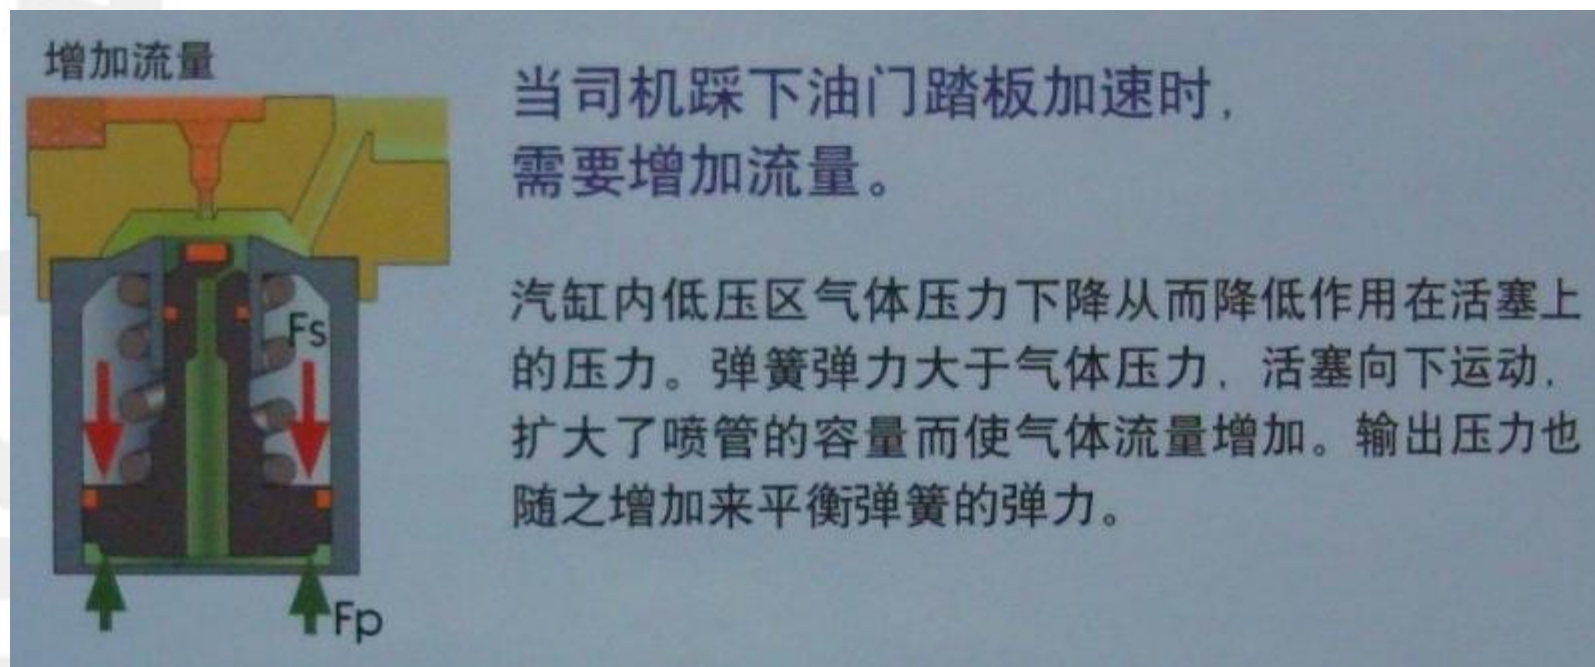 增加流量
当司机踩下油门踏板加速时,
需要增加流量。
Fs
汽缸内低压区气体压力下降从而降低作用在活塞上
的压力。弹簧弹力大于气体压力, 活塞向下运动,
扩大了喷管的容量而使气体流量增加。输出压力也
随之增加来平衡弹簧的弹力。
Fp